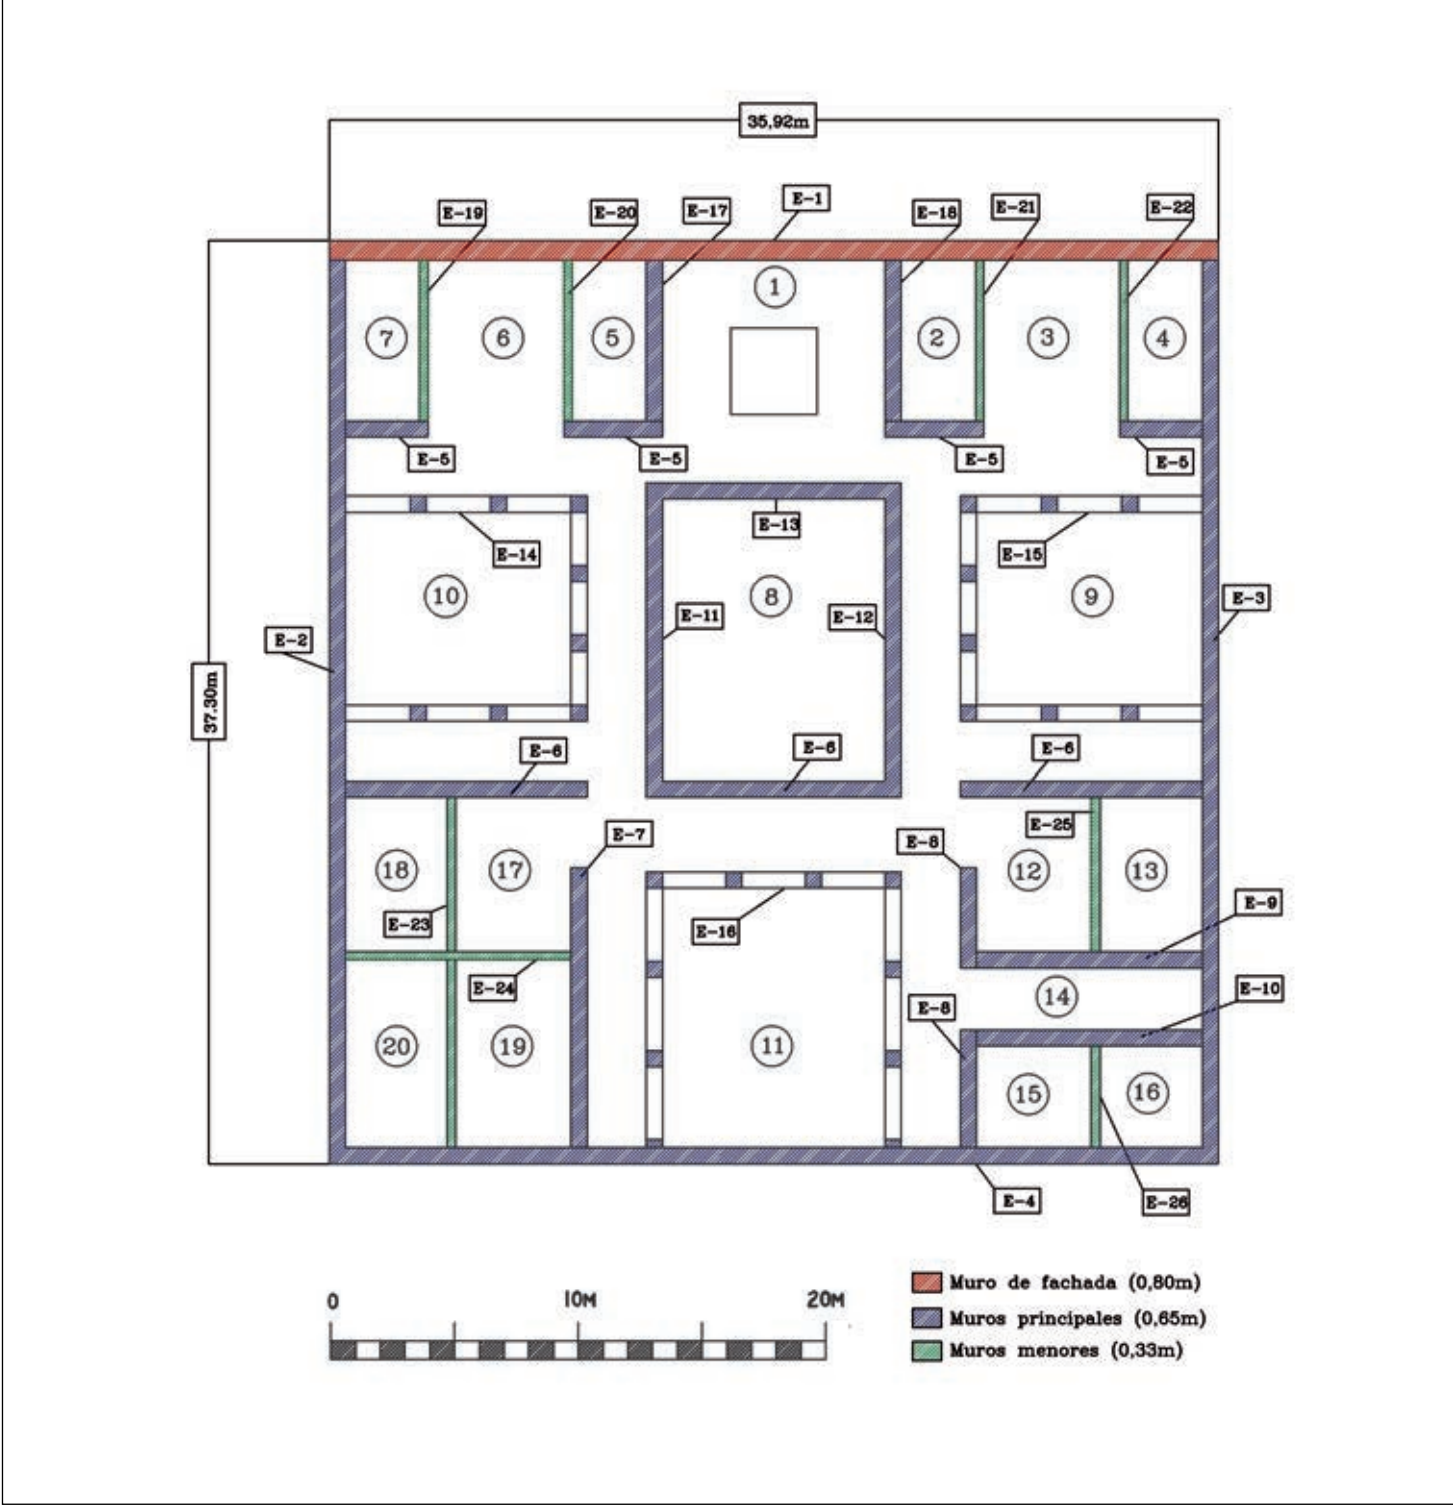 35,92m
E-19
E-20
E-17
E-1
E-18
E-21
E-22
1
7
6
5
2
3
4
E-5
E-5
E-5
E-5
E-13
E-14
E-15
10
8
9
E-11
E-12
E-3
E-2
37.30m
E-6
E-6
E-6
E-7
E-25
E-8
18
17
12
13
E-9
E-23
E-16
E-24
14
E-10
E-8
20
19
11
15
16
E-4
E-26
0
10M
20M
Muro de fachada (0,80m)
Muros principales (0,65m)
Muros menores (0,33m)